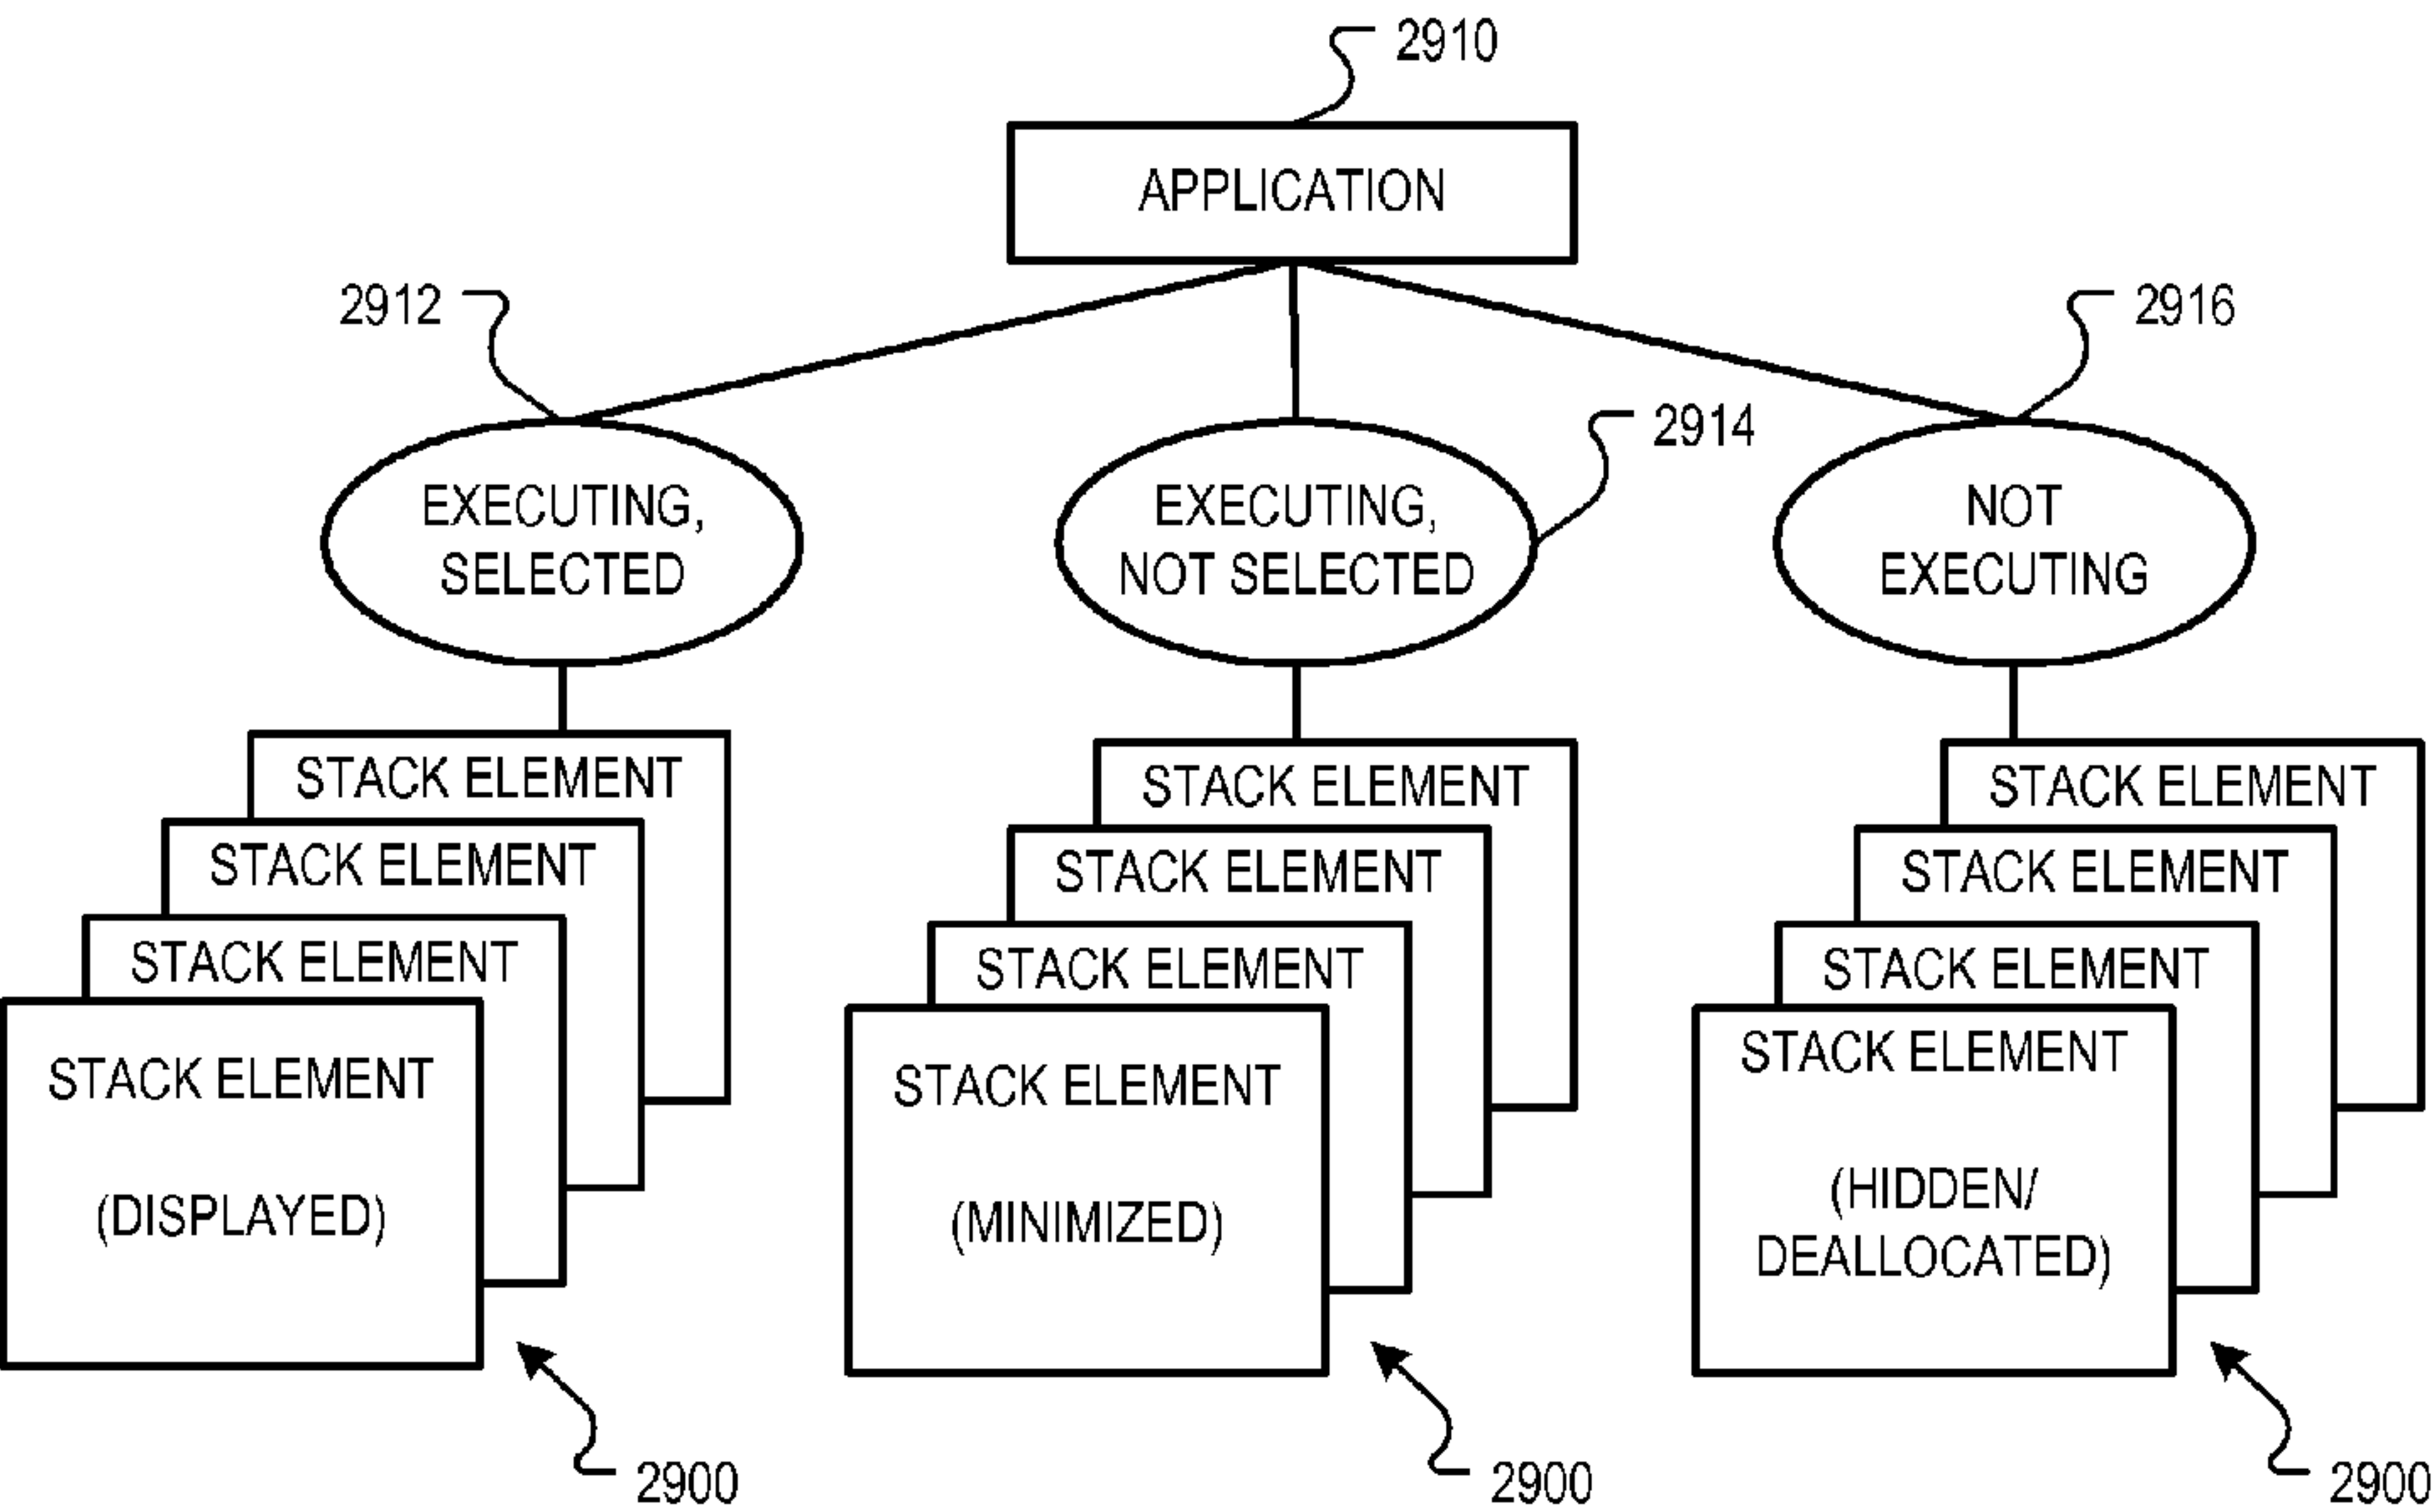 2910
APPLICATION
2912
2916
2914
EXECUTING,
SELECTED
EXECUTING,
NOT SELECTED
NOT
EXECUTING
STACK ELEMENT
STACK ELEMENT
STACK ELEMENT
STACK ELEMENT
(DISPLAYED)
2900
STACK ELEMENT
STACK ELEMENT
STACK ELEMENT
STACK ELEMENT
(MINIMIZED)
2900
STACK ELEMENT
STACK ELEMENT
STACK ELEMENT
STACK ELEMENT
(HIDDEN/
DEALLOCATED)
2900